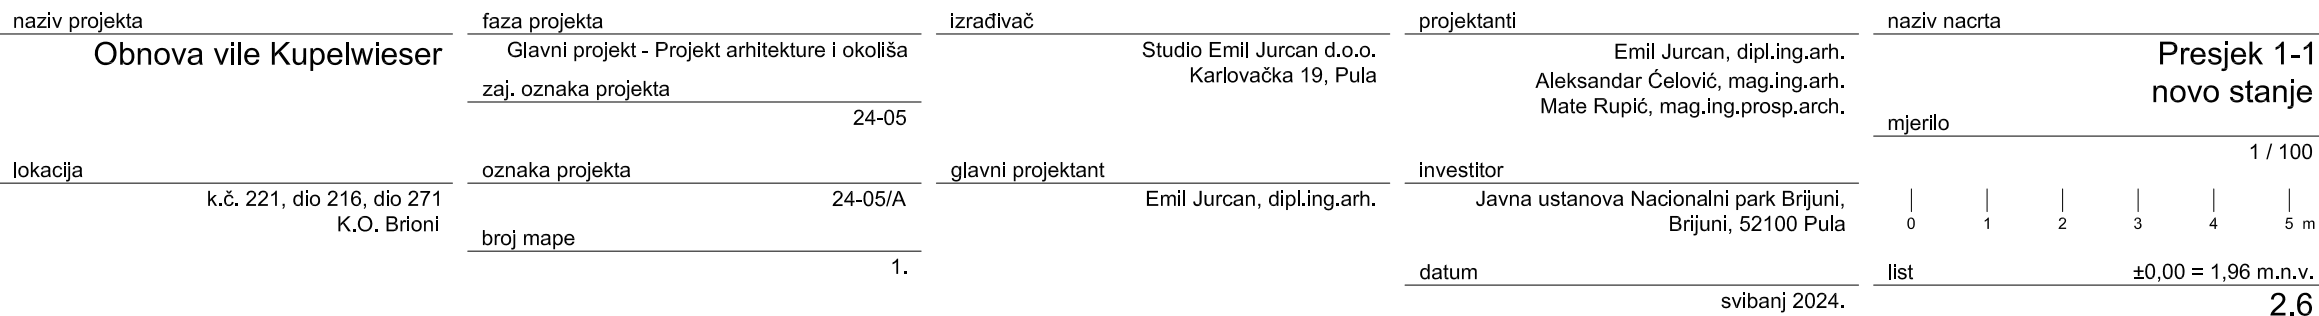 naziv projekta
Obnova vile Kupelwieser
lokacija
k.č. 221, dio 216, dio 271
K.O. Brioni
faza projekta
Glavni projekt - Projekt arhitekture i okoliša
zaj. oznaka projekta
24-05
oznaka projekta
24-05/A
broj mape
1.
izrađivač
Studio Emil Jurcan d.o.o.
Karlovačka 19, Pula
glavni projektant
Emil Jurcan, dipl.ing.arh.
projektanti
Emil Jurcan, dipl.ing.arh.
Aleksandar Ćelović, mag.ing.arh.
Mate Rupić, mag.ing.prosp.arch.
investitor
Javna ustanova Nacionalni park Brijuni,
Brijuni, 52100 Pula
datum
svibanj 2024.
naziv nacrta
Presjek 1-1
novo stanje
mjerilo
1 / 100
0 1 2 3 4 5 m
list ±0,00 = 1,96 m.n.v.
2.6